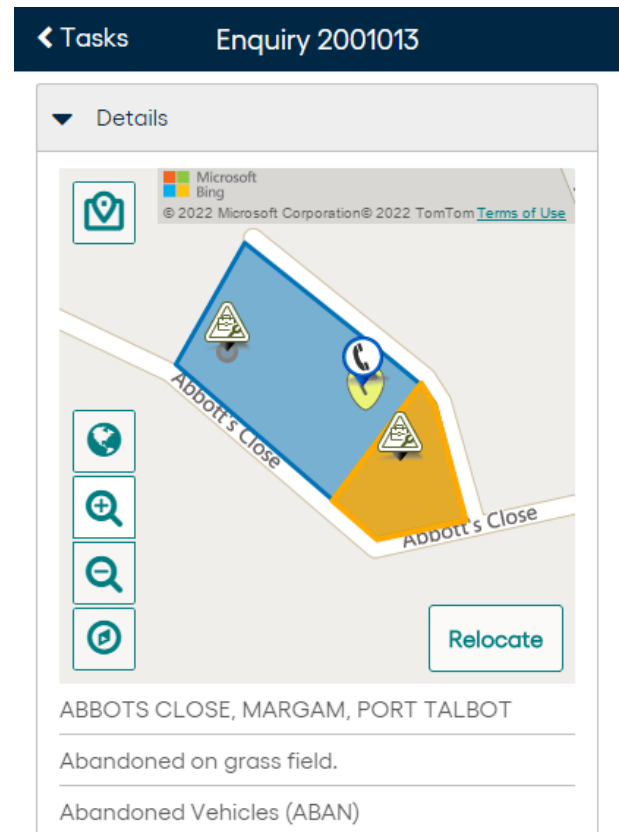 Tasks
Enquiry 2001013
Details
Microsoft
Bing
© 2022 Microsoft Corporation© 2022 TomTom Terms of Use
Abbott's Close
Abbott's Close
Relocate
ABBOTS CLOSE, MARGAM, PORT TALBOT
Abandoned on grass field.
Abandoned Vehicles (ABAN)